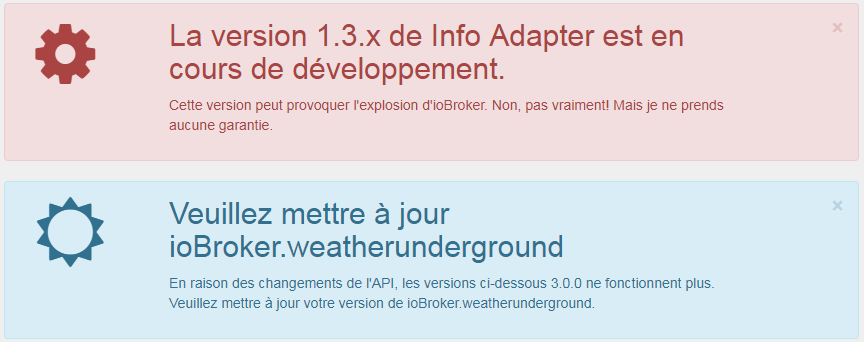 La version 1.3.x de Info Adapter est en
cours de développement.
Cette version peut provoquer l'explosion d'ioBroker. Non, pas vraiment! Mais je ne prends
aucune garantie.
Veuillez mettre à jour
ioBroker.weatherunderground
En raison des changements de l'API, les versions ci-dessous 3.0.0 ne fonctionnent plus.
Veuillez mettre à jour votre version de ioBroker.weatherunderground.